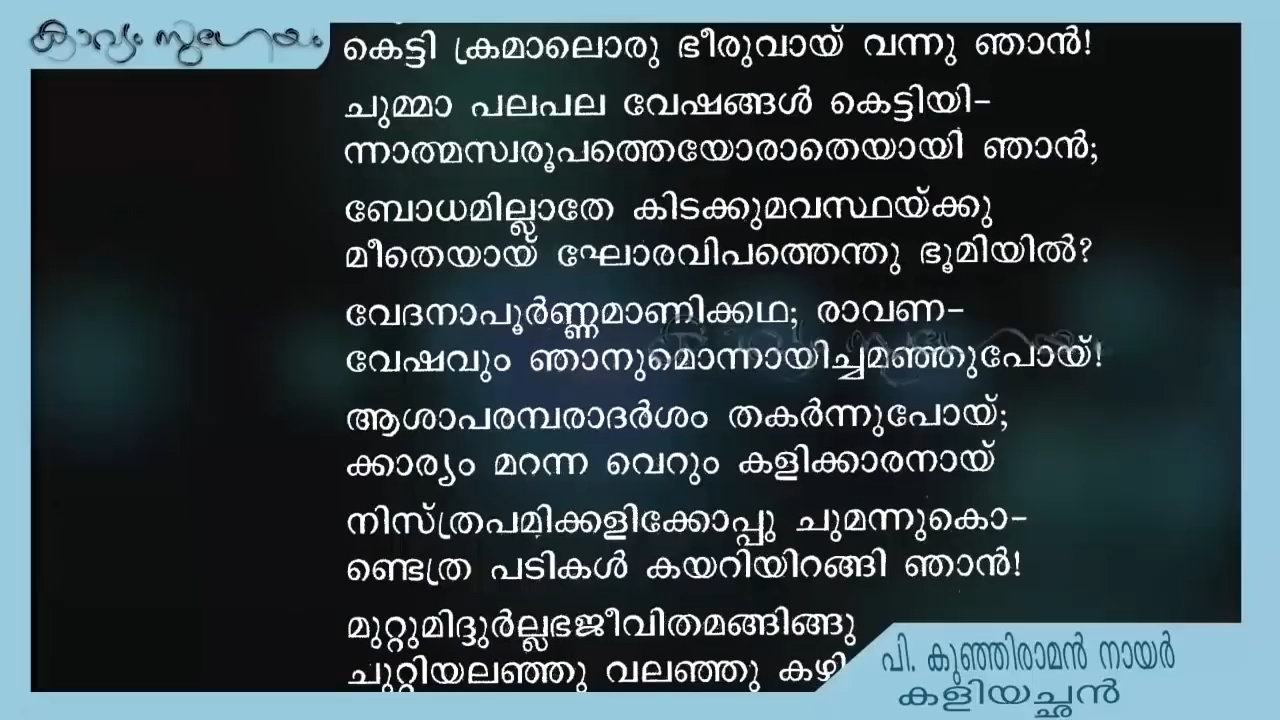 കാവ്യം സുഗേയം
കെട്ടി ക്രമാലൊരു ഭീരുവായ് വന്നു ഞാൻ!
ചുമ്മാ പലപല വേഷങ്ങൾ കെട്ടിയി-
ന്നാത്മസ്വരൂപത്തെയോരാതെയായി ഞാൻ;
ബോധമില്ലാതേ കിടക്കുമവസ്ഥയ്ക്കു
മീതെയായ് ഘോരവിപത്തെന്തു ഭൂമിയിൽ?
വേദനാപൂർണ്ണമാണിക്കഥ; രാവണ-
വേഷവും ഞാനുമൊന്നായിച്ചമഞ്ഞുപോയ്!
ആശാപരമ്പരാദർശം തകർന്നുപോയ്;
ക്കാര്യം മറന്ന വെറും കളിക്കാരനായ്
നിസ്ത്രപമിക്കളിക്കോപ്പു ചുമന്നുകൊ-
ണ്ടെത്ര പടികൾ കയറിയിറങ്ങി ഞാൻ!
മുറ്റുമിദ്ദുർല്ലഭജീവിതമങ്ങിങ്ങു
ചുറ്റിയലഞ്ഞു വലഞ്ഞു
പി. കുഞ്ഞിരാമൻ നായർ
കളിയച്ഛൻ